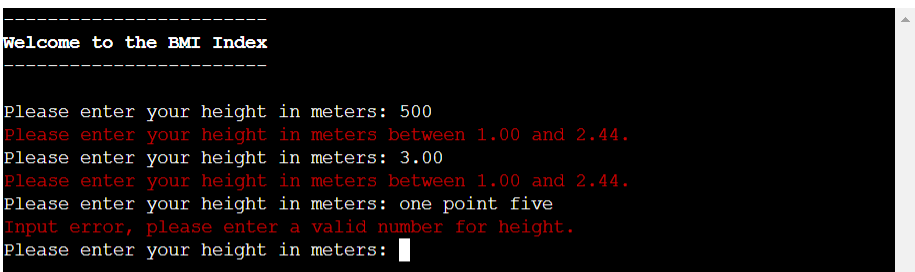 ------------------------
Welcome to the BMI Index
------------------------
Please enter your height in meters: 500
Please enter your height in meters between 1.00 and 2.44.
Please enter your height in meters: 3.00
Please enter your height in meters between 1.00 and 2.44.
Please enter your height in meters: one point five
Input error, please enter a valid number for height.
Please enter your height in meters: